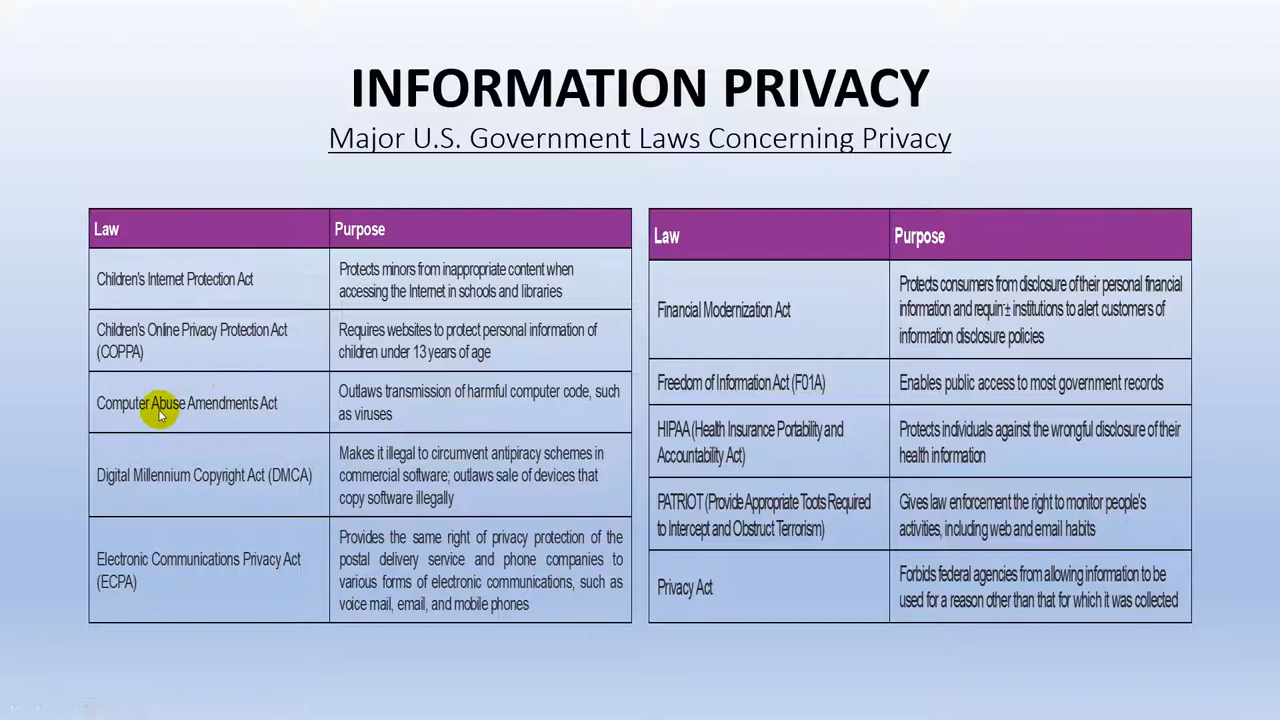 INFORMATION PRIVACY
Major U.S. Government Laws Concerning Privacy
Law
Purpose
Children's Internet Protection Act
Protects minors from inappropriate content when
accessing the Internet in schools and libraries
Children's Online Privacy Protection Act
(COPPA)
Requires websites to protect personal information of
children under 13 years of age
Computer Abuse Amendments Act
Outlaws transmission of harmful computer code, such
as viruses
Digital Millennium Copyright Act (DMCA)
Makes it illegal to circumvent antipiracy schemes in
commercial software; outlaws sale of devices that
copy software illegally
Electronic Communications Privacy Act
(ECPA)
Provides the same right of privacy protection of the
postal delivery service and phone companies to
various forms of electronic communications, such as
voice mail, email, and mobile phones
Law
Purpose
Financial Modernization Act
Protects consumers from disclosure of their personal financial
information and requin¨± institutions to alert customers of
information disclosure policies
Freedom of Information Act (F01A)
Enables public access to most government records
HIPAA (Health Insurance Portability and
Accountability Act)
Protects individuals against the wrongful disclosure of their
health information
PATRIOT (Provide Appropriate Toots Required
to Intercept and Obstruct Terrorism)
Gives law enforcement the right to monitor people's
activities, including web and email habits
Privacy Act
Forbids federal agencies from allowing information to be
used for a reason other than that for which it was collected